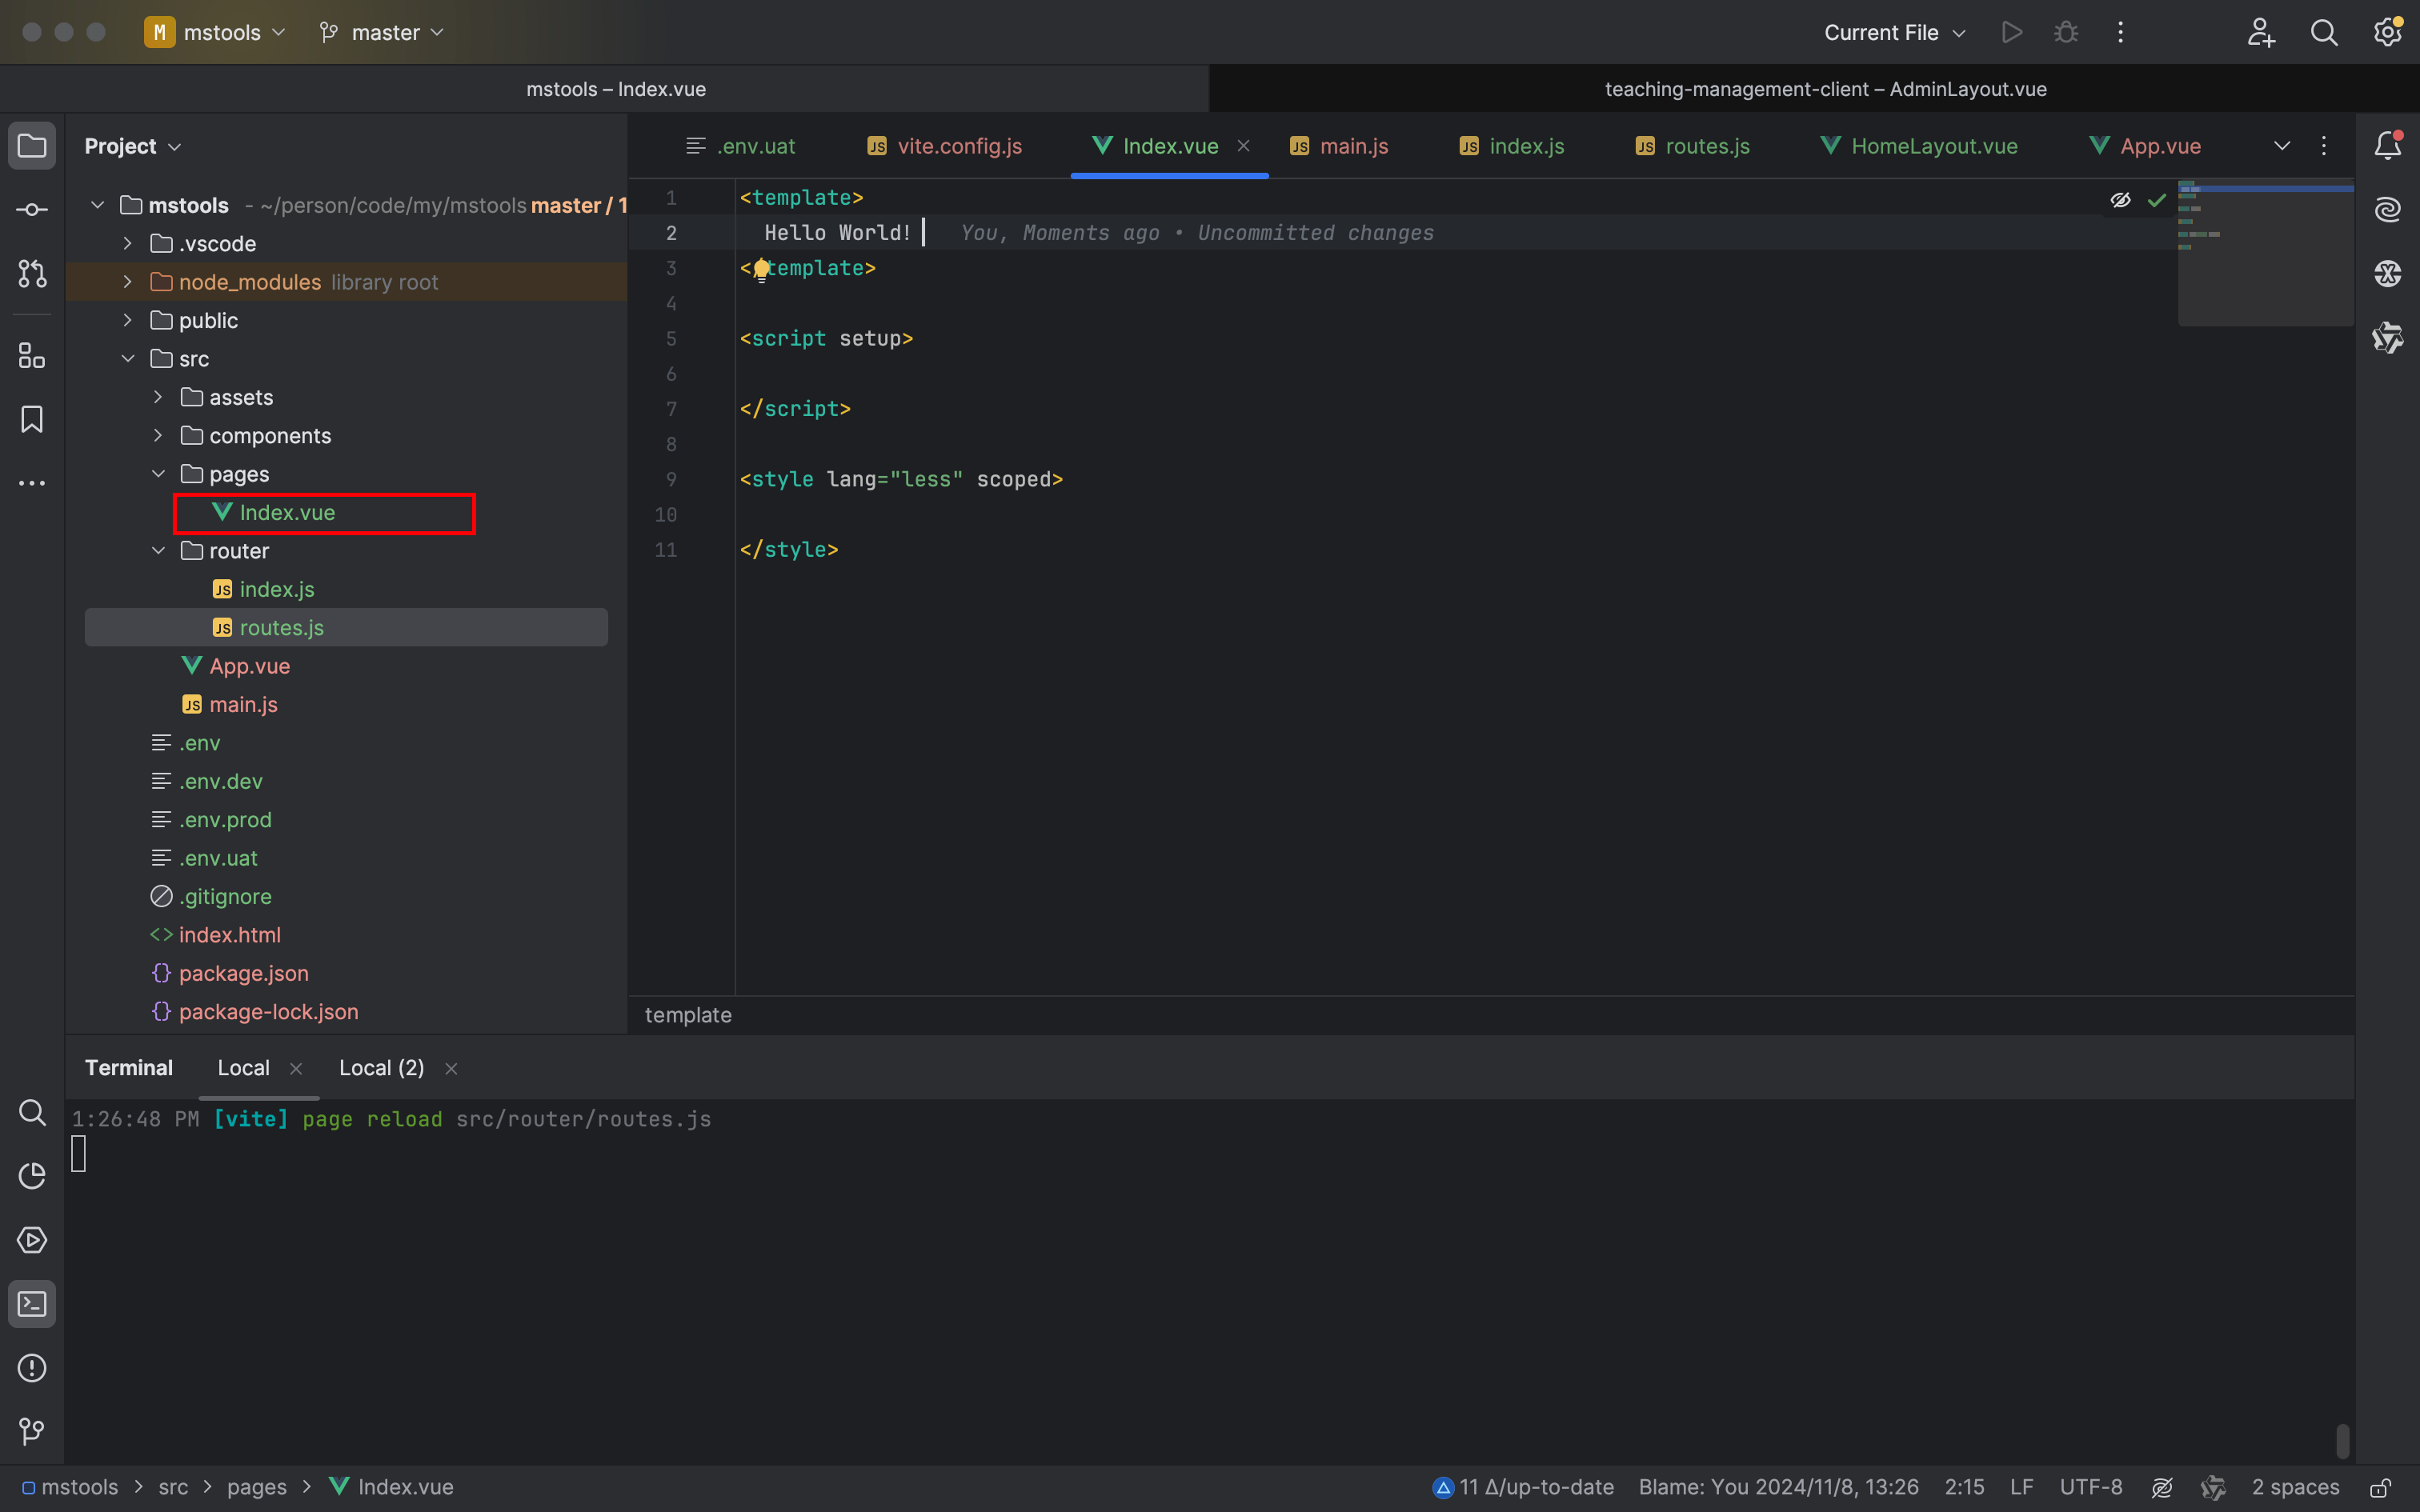 M mstools master Current File
mstools – Index.vue teaching-management-client – AdminLayout.vue
Project
.env.uat JS vite.config.js Index.vue JS main.js JS index.js JS routes.js HomeLayout.vue App.vue
mstools - ~/person/code/my/mstools master / 1
.vscode
node_modules library root
public
src
assets
components
pages
Index.vue
router
JS index.js
JS routes.js
App.vue
JS main.js
.env
.env.dev
.env.prod
.env.uat
.gitignore
<> index.html
{} package.json
{} package-lock.json
1 <template>
2 Hello World! You, Moments ago • Uncommitted changes
3 < template>
4
5 <script setup>
6
7 </script>
8
9 <style lang="less" scoped>
10
11 </style>
template
Terminal Local Local (2)
1:26:48 PM [vite] page reload src/router/routes.js
mstools > src > pages > Index.vue 11 Δ/up-to-date Blame: You 2024/11/8, 13:26 2:15 LF UTF-8 2 spaces